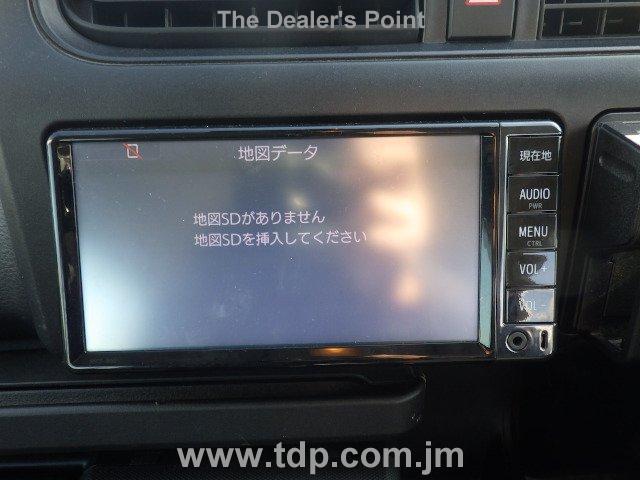 The Dealer's Point
地図データ
現在地
地図SDがありません
地図SDを挿入してください
AUDIO
PWR
MENU
CTRL
VOL+
VOL-
www.tdp.com.jm